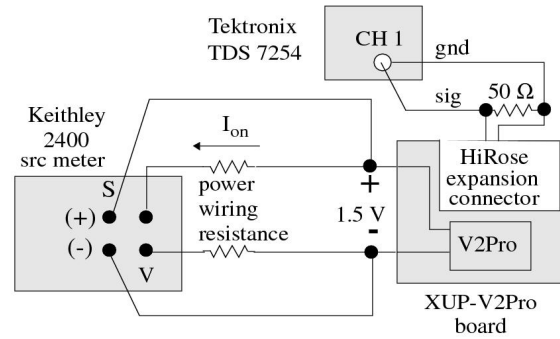 Tektronix
TDS 7254
CH 1
gnd
sig
50 Ω
Keithley
2400
src meter
I_on
S
(+)
(-)
V
power
wiring
resistance
+
1.5 V
-
HiRose
expansion
connector
V2Pro
XUP-V2Pro
board